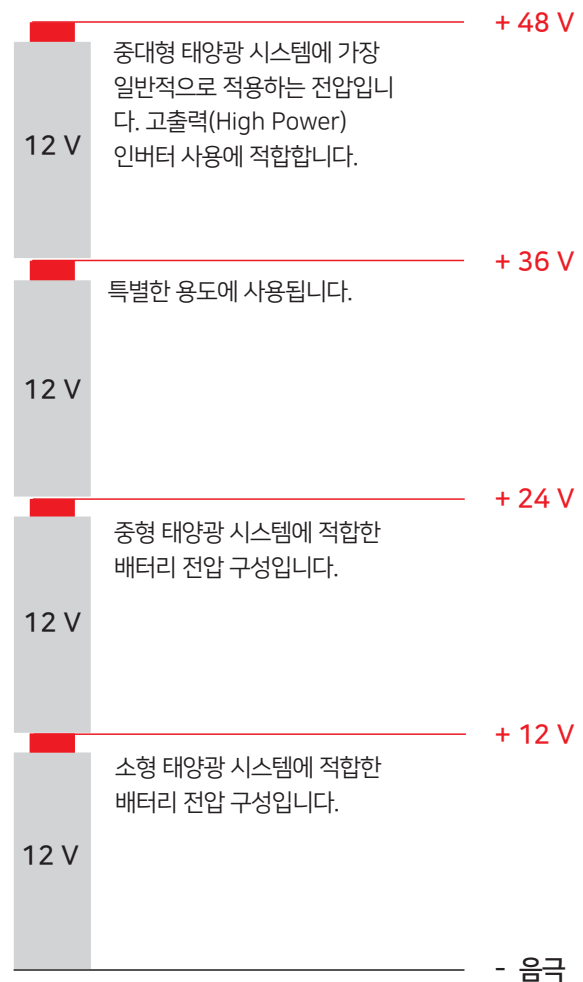 + 48 V
중대형 태양광 시스템에 가장
일반적으로 적용하는 전압입니
다. 고출력(High Power)
인버터 사용에 적합합니다.
12 V
+ 36 V
특별한 용도에 사용됩니다.
12 V
+ 24 V
중형 태양광 시스템에 적합한
배터리 전압 구성입니다.
12 V
+ 12 V
소형 태양광 시스템에 적합한
배터리 전압 구성입니다.
12 V
- 음극